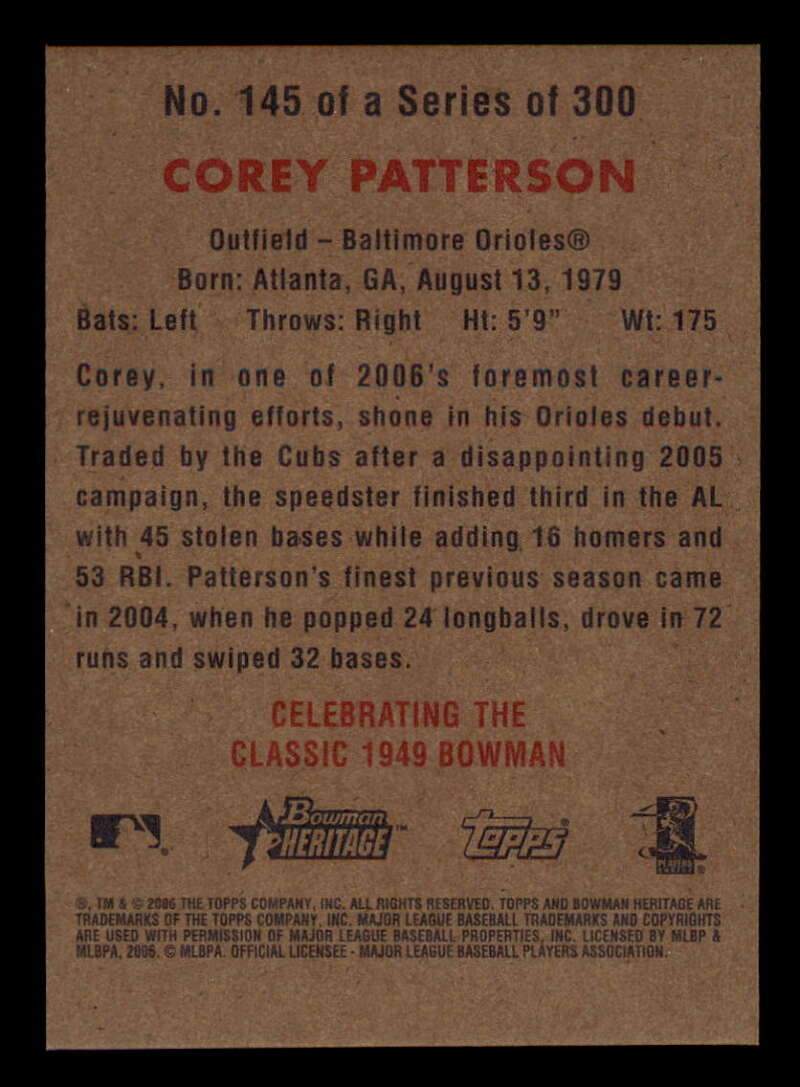 No. 145 of a Series of 300
COREY PATTERSON
Outfield – Baltimore Orioles®
Born: Atlanta, GA, August 13, 1979
Bats: Left Throws: Right Ht: 5'9" Wt: 175
Corey, in one of 2006's foremost career-
rejuvenating efforts, shone in his Orioles debut.
Traded by the Cubs after a disappointing 2005
campaign, the speedster finished third in the AL
with 45 stolen bases while adding 16 homers and
53 RBI. Patterson's finest previous season came
in 2004, when he popped 24 longballs, drove in 72
runs and swiped 32 bases.
CELEBRATING THE
CLASSIC 1949 BOWMAN
Bowman HERITAGE™ Topps® PLAYERS
®, TM & © 2006 THE TOPPS COMPANY, INC. ALL RIGHTS RESERVED. TOPPS AND BOWMAN HERITAGE ARE
TRADEMARKS OF THE TOPPS COMPANY, INC. MAJOR LEAGUE BASEBALL TRADEMARKS AND COPYRIGHTS
ARE USED WITH PERMISSION OF MAJOR LEAGUE BASEBALL PROPERTIES, INC. LICENSED BY MLBP &
MLBPA, 2006. © MLBPA. OFFICIAL LICENSEE - MAJOR LEAGUE BASEBALL PLAYERS ASSOCIATION.